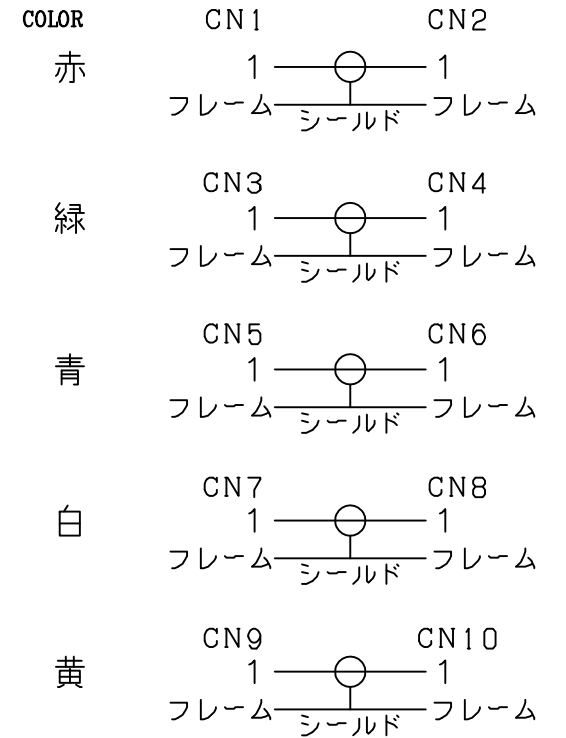 COLOR CN1 CN2
赤 1 1
フレーム シールド フレーム
CN3 CN4
緑 1 1
フレーム シールド フレーム
CN5 CN6
青 1 1
フレーム シールド フレーム
CN7 CN8
白 1 1
フレーム シールド フレーム
CN9 CN10
黄 1 1
フレーム シールド フレーム